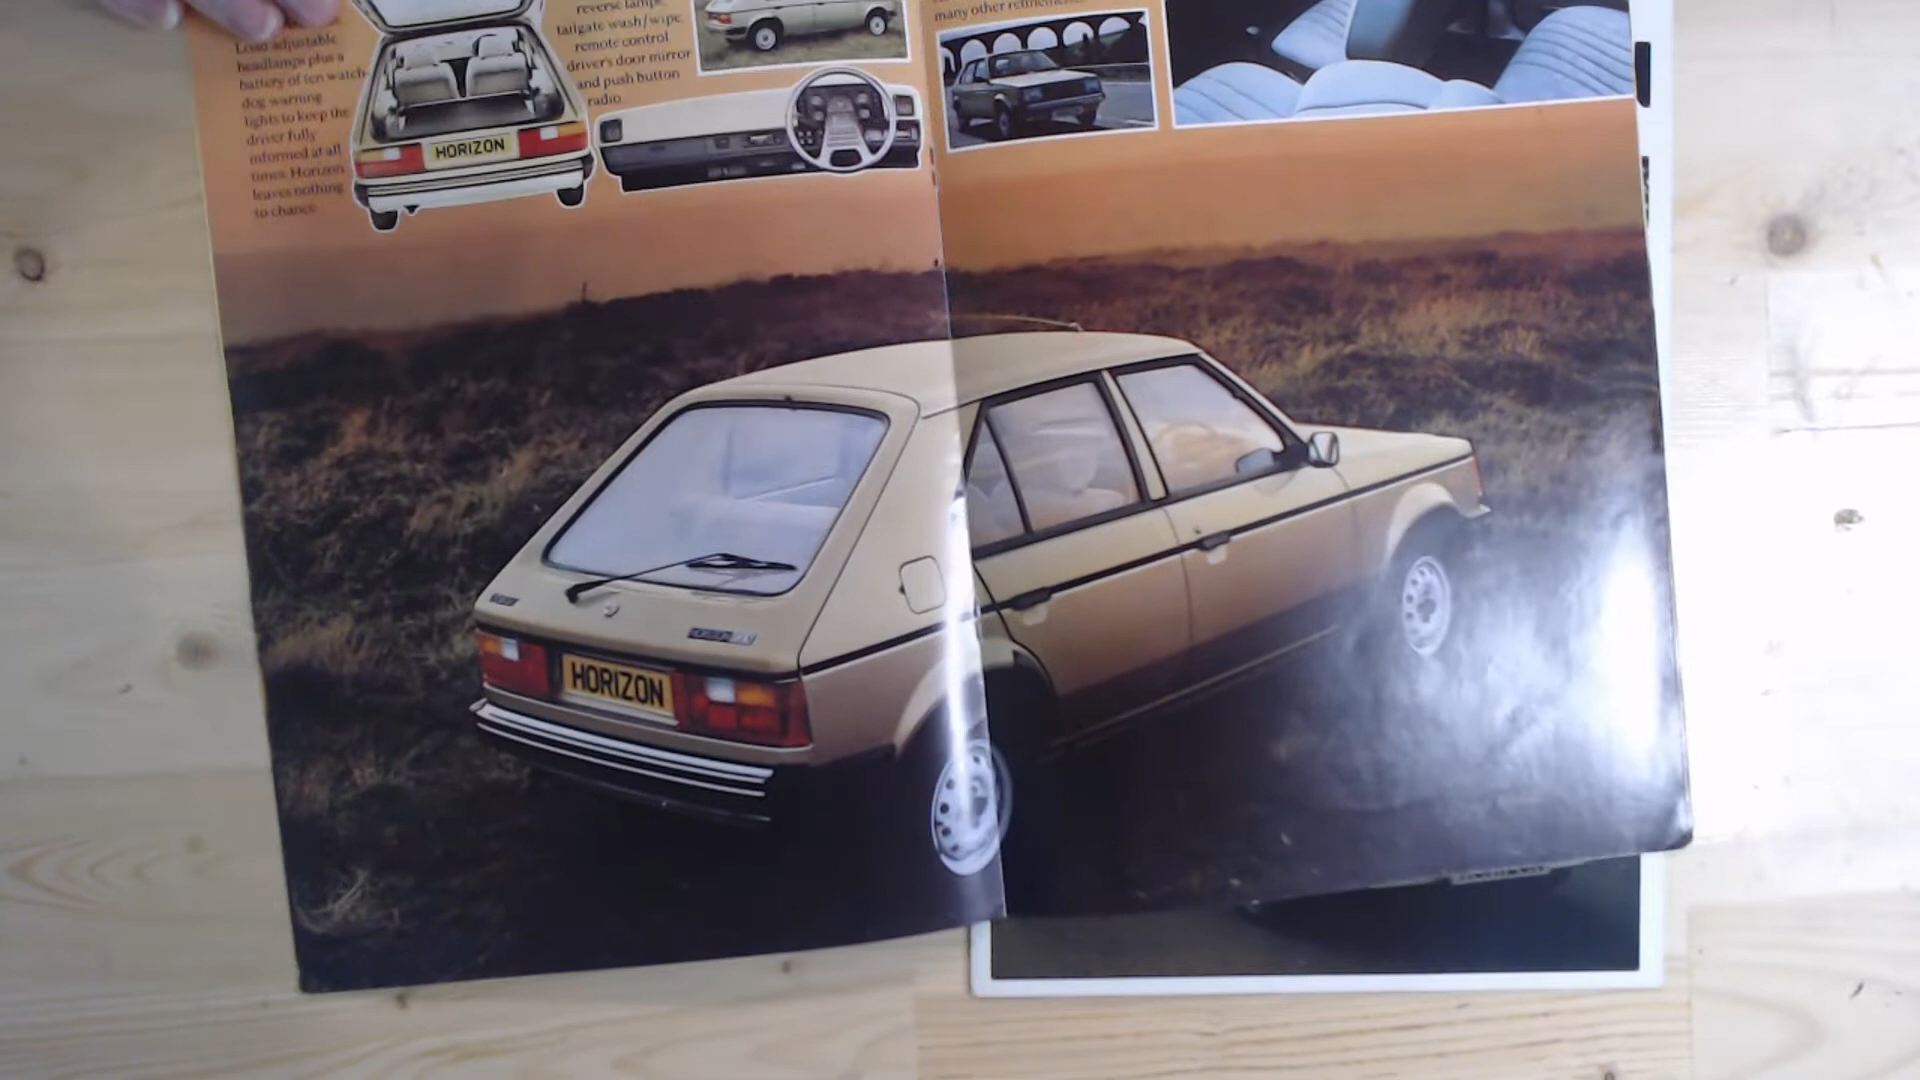 Load adjustable
headlamps plus a
battery of ten watch-
dog warning
lights to keep the
driver fully
informed at all
times. Horizon
leaves nothing
to chance.
reverse lamps,
tailgate wash/wipe,
remote control
driver's door mirror
and push button
radio.
many other refinements.
HORIZON
HORIZON
HORIZON